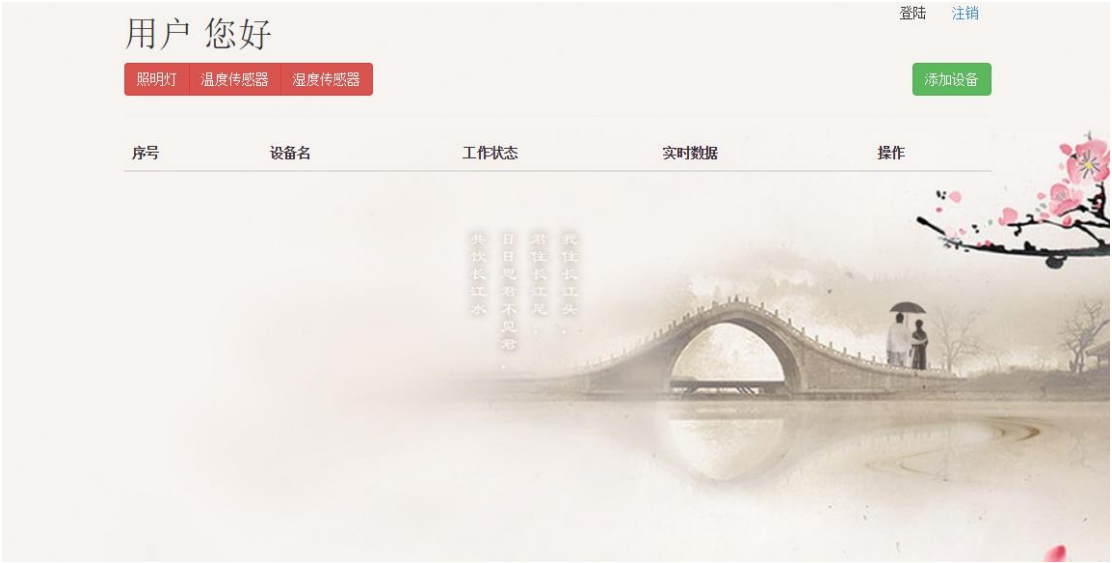 登陆 注销
用户 您好
照明灯 温度传感器 湿度传感器 添加设备
序号 设备名 工作状态 实时数据 操作
我住长江头,
君住长江尾,
日日思君不见君,
共饮长江水